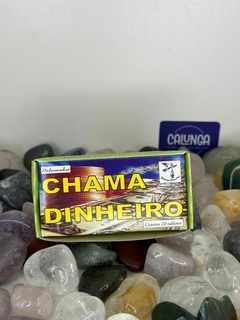 CALUNGA
Defumador
CHAMA
DINHEIRO
Contém 20 tabletes